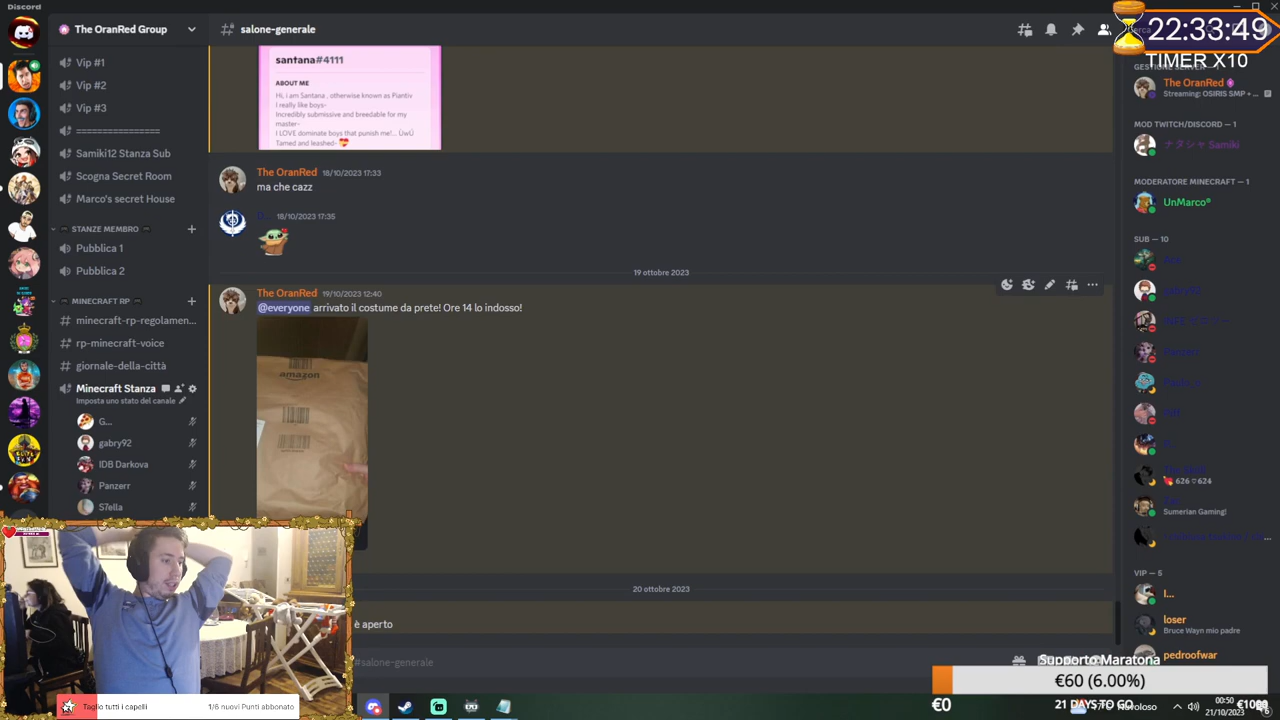 Discord
The OranRed Group
salone-generale
22:33:49
TIMER X10
Vip #1
Vip #2
Vip #3
===============
Samiki12 Stanza Sub
Scogna Secret Room
Marco's secret House
STANZE MEMBRO
Pubblica 1
Pubblica 2
MINECRAFT RP
minecraft-rp-regolamen...
rp-minecraft-voice
giornale-della-città
Minecraft Stanza
Imposta uno stato del canale
G...
gabry92
IDB Darkova
Panzerr
S7ella
santana#4111
ABOUT ME
Hi, i am Santana , otherwise known as Fiantiv
I really like boys~
Incredibly submissive and breedable for my
master~
I LOVE dominate boys that punish me!... UwU
Tamed and leashed~
The OranRed 18/10/2023 17:33
ma che cazz
18/10/2023 17:35
19 ottobre 2023
The OranRed 19/10/2023 12:40
@everyone arrivato il costume da prete! Ore 14 lo indosso!
amazon
20 ottobre 2023
è aperto
#salone-generale
The OranRed
Streaming: OSIRIS SMP + ...
MOD TWITCH/DISCORD — 1
ナタシャ Samiki
MODERATORE MINECRAFT — 1
UnMarco®
SUB — 10
gabry92
Panzerr
626 624
Sumerian Gaming!
VIP — 5
I...
loser
Bruce Wayn mio padre
pedroofwar
Supporto Maratona
€60 (6.00%)
€0
21 DAYS TO GO
Taglio tutti i capelli
1/6 nuovi Punti abbonato
00:50
21/10/2023